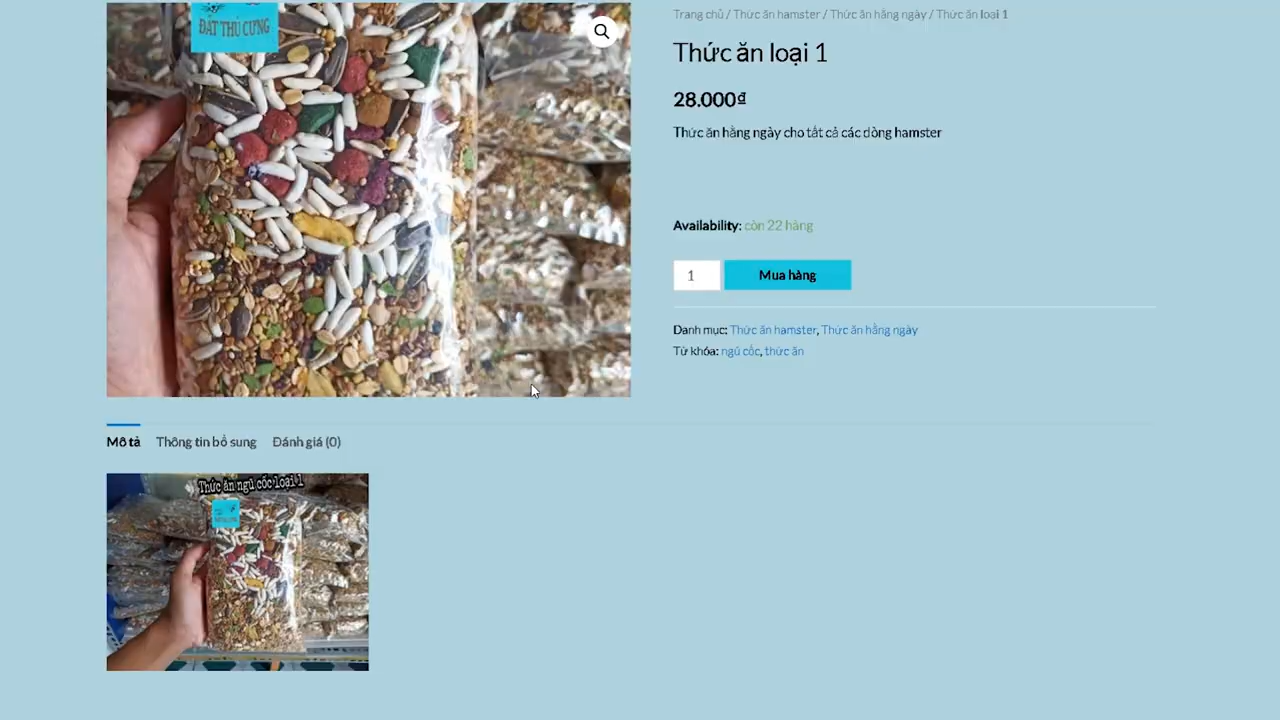 ĐẤT THÚ CƯNG
Trang chủ / Thức ăn hamster / Thức ăn hằng ngày / Thức ăn loại 1
Thức ăn loại 1
28.000₫
Thức ăn hằng ngày cho tất cả các dòng hamster
Availability: còn 22 hàng
1
Mua hàng
Danh mục: Thức ăn hamster, Thức ăn hằng ngày
Từ khóa: ngũ cốc, thức ăn
Mô tả
Thông tin bổ sung
Đánh giá (0)
Thức ăn ngũ cốc loại 1